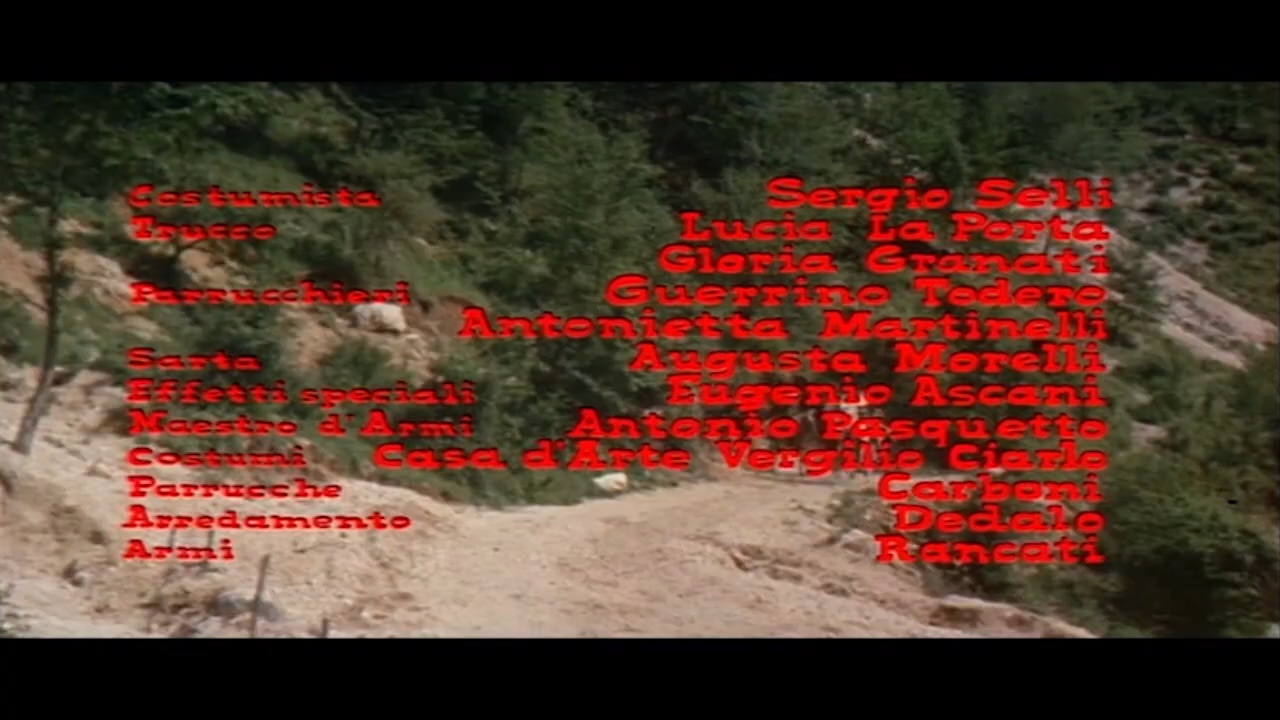 Costumista Sergio Selli
Trucco Lucia La Porta
Gloria Granati
Parrucchieri Guerrino Todero
Antonietta Martinelli
Sarta Augusta Morelli
Effetti speciali Eugenio Ascani
Maestro d'Armi Antonio Pasquetto
Costumi Casa d'Arte Vergilio Ciarlo
Parrucche Carboni
Arredamento Dedalo
Armi Rancati